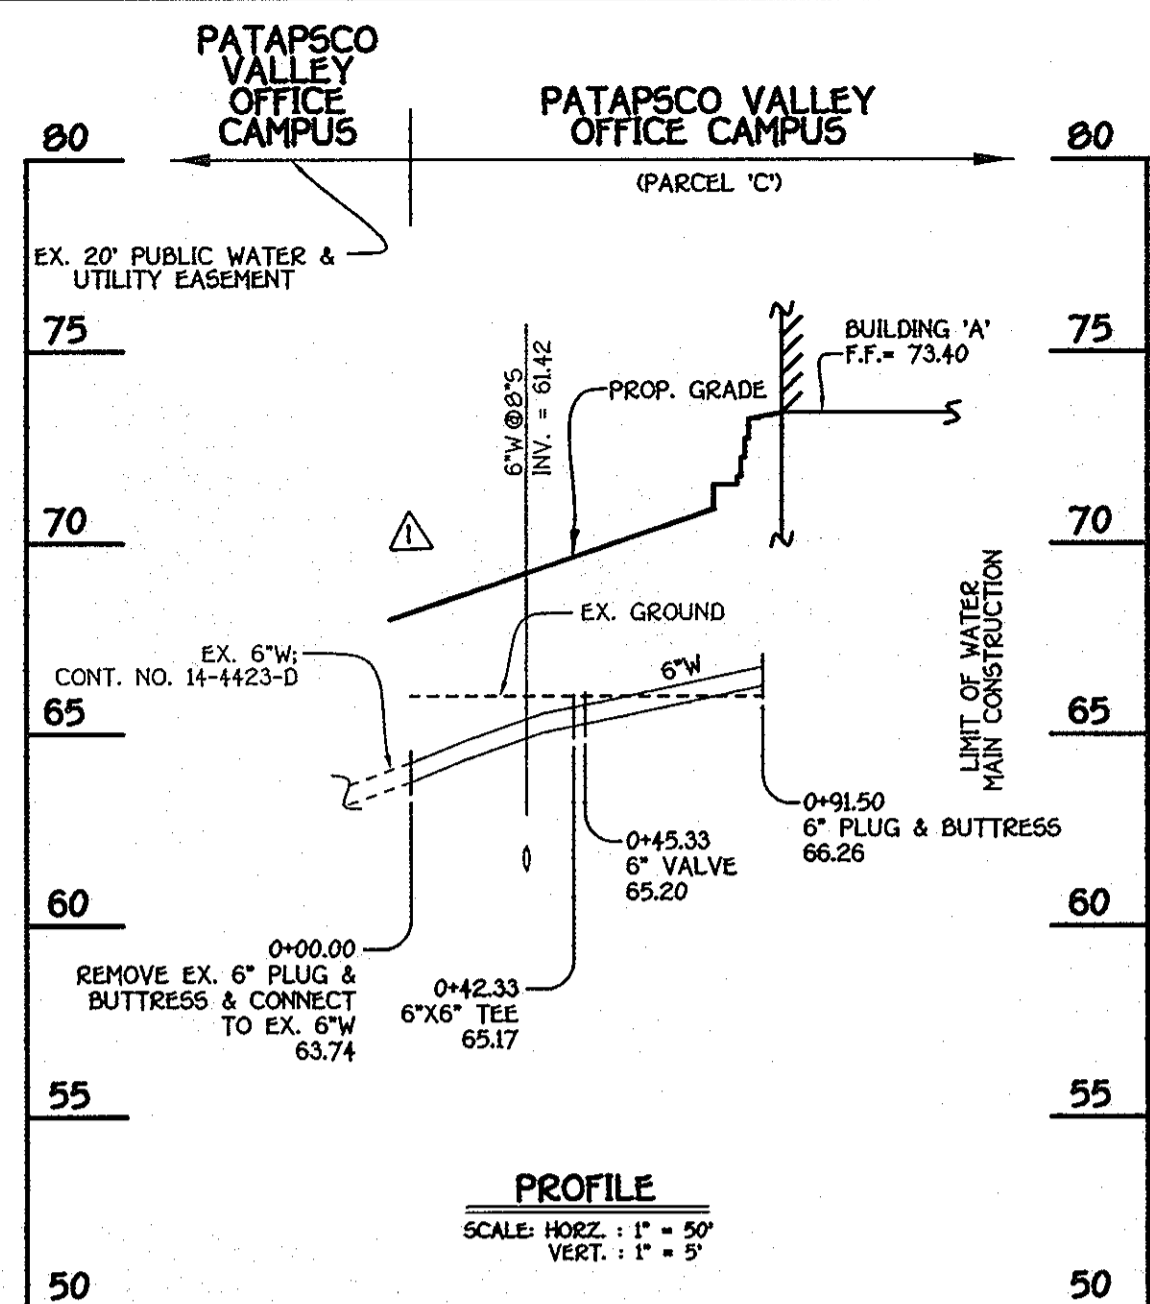 PATAPSCO
VALLEY
OFFICE
CAMPUS
PATAPSCO VALLEY
OFFICE CAMPUS
(PARCEL 'C')
80
80
EX. 20' PUBLIC WATER &
UTILITY EASEMENT
75
75
BUILDING 'A'
F.F.= 73.40
6"W @8"S
INV. = 61.42
PROP. GRADE
70
70
1
EX. GROUND
EX. 6"W;
CONT. NO. 14-4423-D
6"W
LIMIT OF WATER
MAIN CONSTRUCTION
65
65
0+91.50
6" PLUG & BUTTRESS
66.26
0+45.33
6" VALVE
65.20
60
60
0+00.00
REMOVE EX. 6" PLUG &
BUTTRESS & CONNECT
TO EX. 6"W
63.74
0+42.33
6"X6" TEE
65.17
55
55
PROFILE
SCALE: HORZ. : 1" = 50'
VERT. : 1" = 5'
50
50